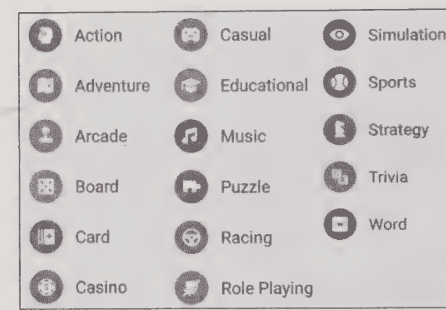 Action
Adventure
Arcade
Board
Card
Casino
Casual
Educational
Music
Puzzle
Racing
Role Playing
Simulation
Sports
Strategy
Trivia
Word